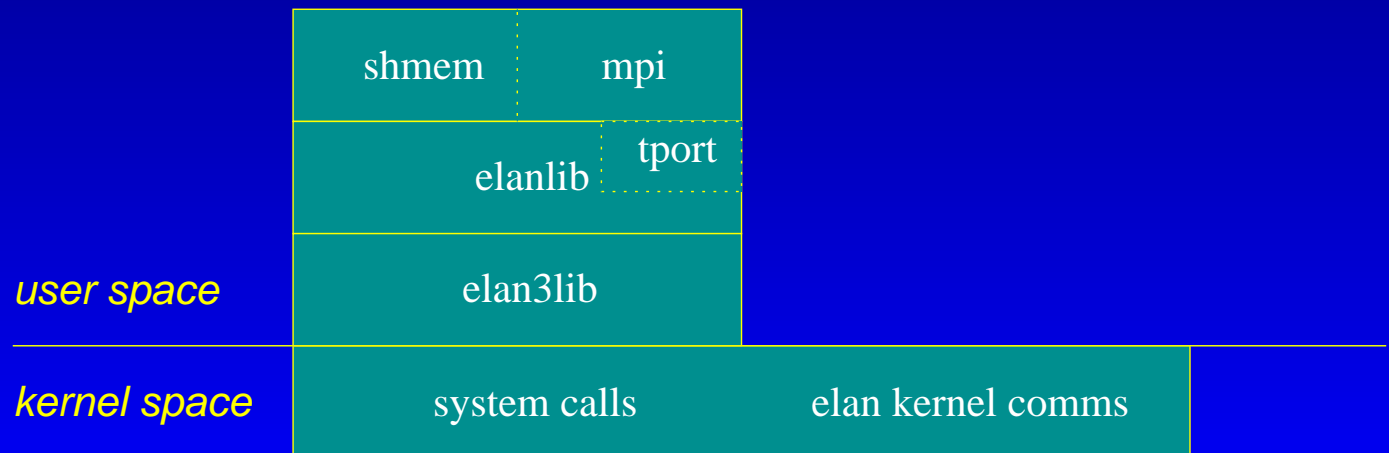 shmem mpi
tport
elanlib
user space elan3lib
kernel space system calls elan kernel comms